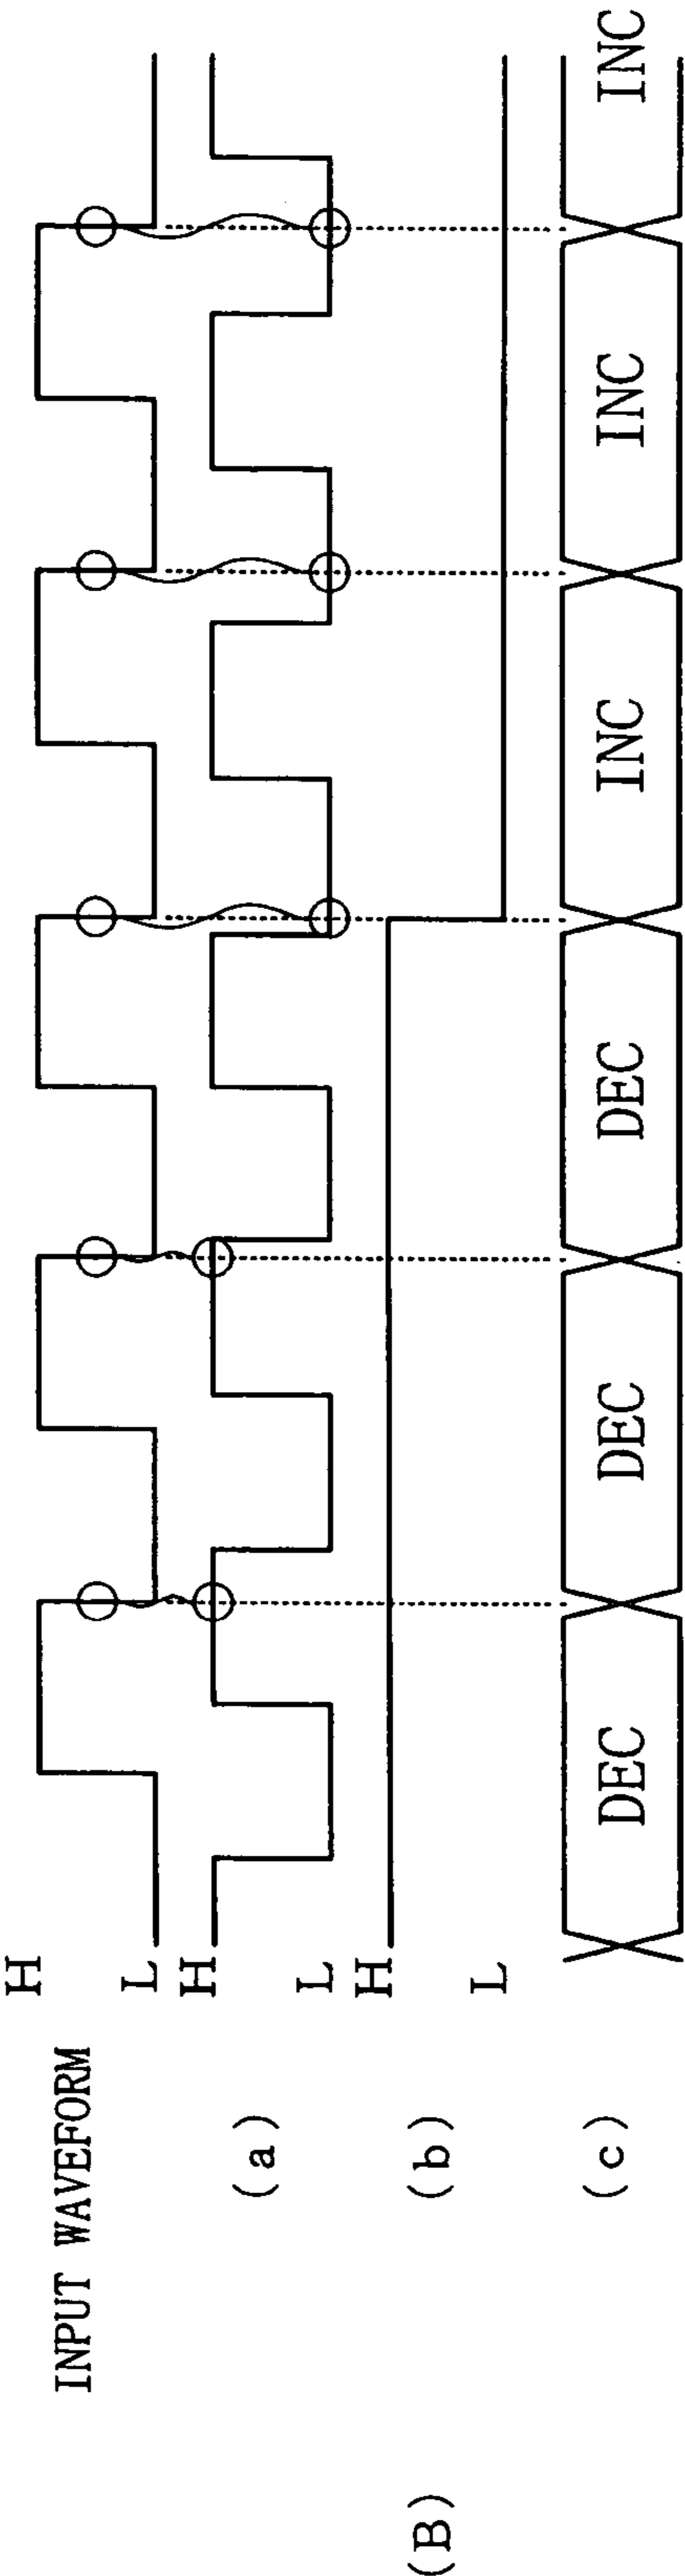 (B)
INPUT WAVEFORM H
L
(a) H
L
(b) H
L
(c) DEC DEC DEC INC INC INC